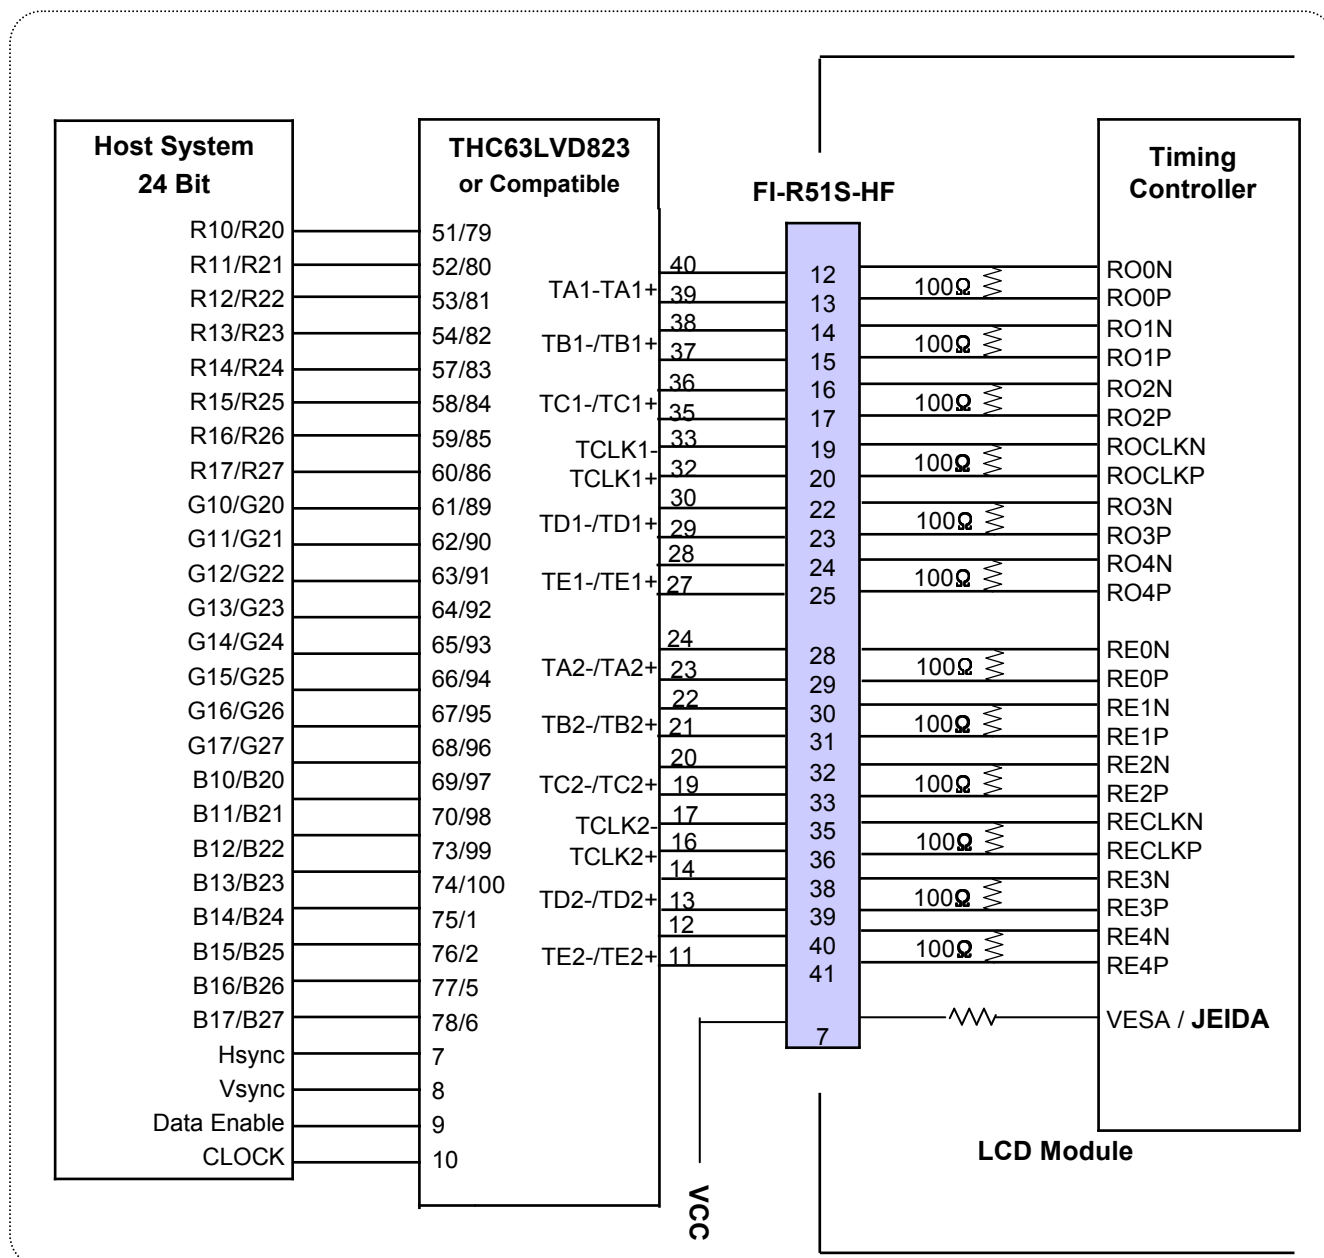 Host System
24 Bit
R10/R20
R11/R21
R12/R22
R13/R23
R14/R24
R15/R25
R16/R26
R17/R27
G10/G20
G11/G21
G12/G22
G13/G23
G14/G24
G15/G25
G16/G26
G17/G27
B10/B20
B11/B21
B12/B22
B13/B23
B14/B24
B15/B25
B16/B26
B17/B27
Hsync
Vsync
Data Enable
CLOCK
THC63LVD823
or Compatible
51/79
52/80
53/81
54/82
57/83
58/84
59/85
60/86
61/89
62/90
63/91
64/92
65/93
66/94
67/95
68/96
69/97
70/98
73/99
74/100
75/1
76/2
77/5
78/6
7
8
9
10
TA1-TA1+
TB1-/TB1+
TC1-/TC1+
TCLK1-
TCLK1+
TD1-/TD1+
TE1-/TE1+
TA2-/TA2+
TB2-/TB2+
TC2-/TC2+
TCLK2-
TCLK2+
TD2-/TD2+
TE2-/TE2+
40
39
38
37
36
35
33
32
30
29
28
27
24
23
22
21
20
19
17
16
14
13
12
11
VCC
FI-R51S-HF
12
13
14
15
16
17
19
20
22
23
24
25
28
29
30
31
32
33
35
36
38
39
40
41
7
100Ω
100Ω
100Ω
100Ω
100Ω
100Ω
100Ω
100Ω
100Ω
100Ω
100Ω
100Ω
Timing
Controller
RO0N
RO0P
RO1N
RO1P
RO2N
RO2P
ROCLKN
ROCLKP
RO3N
RO3P
RO4N
RO4P
RE0N
RE0P
RE1N
RE1P
RE2N
RE2P
RECLKN
RECLKP
RE3N
RE3P
RE4N
RE4P
VESA / JEIDA
LCD Module